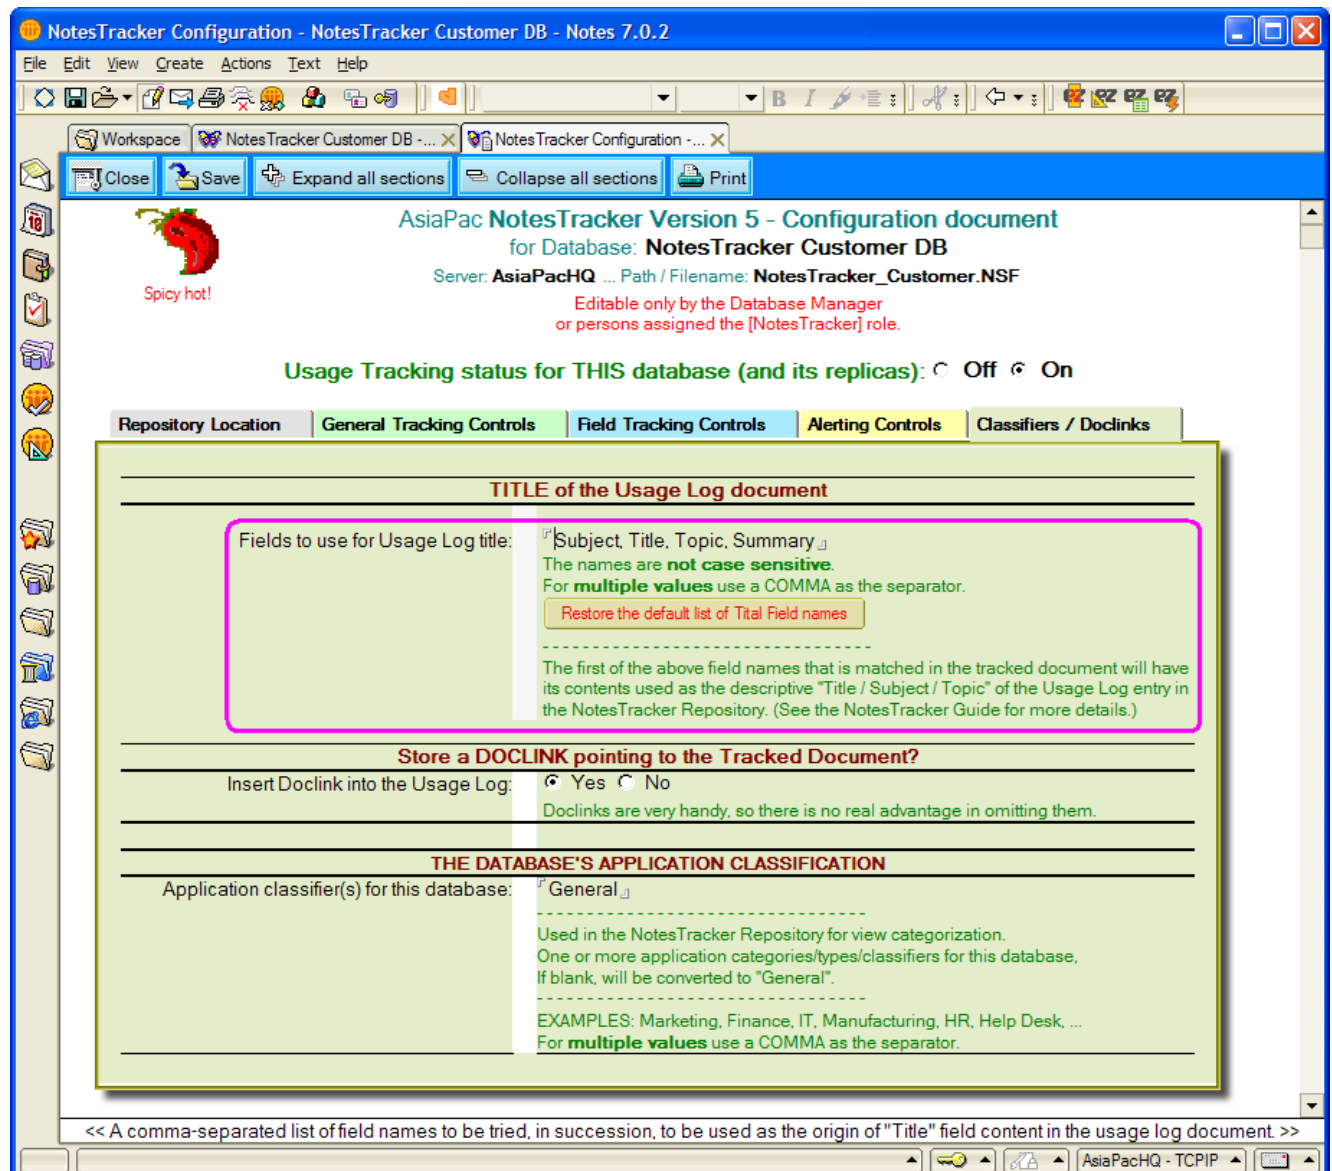 NotesTracker Configuration - NotesTracker Customer DB - Notes 7.0.2
File Edit View Create Actions Text Help
Workspace NotesTracker Customer DB -... NotesTracker Configuration -...
Close Save Expand all sections Collapse all sections Print
AsiaPac NotesTracker Version 5 - Configuration document
for Database: NotesTracker Customer DB
Server: AsiaPacHQ ... Path / Filename: NotesTracker_Customer.NSF
Spicy hot!
Editable only by the Database Manager
or persons assigned the [NotesTracker] role.
Usage Tracking status for THIS database (and its replicas): Off On
Repository Location General Tracking Controls Field Tracking Controls Alerting Controls Classifiers / Doclinks
TITLE of the Usage Log document
Fields to use for Usage Log title: Subject, Title, Topic, Summary
The names are not case sensitive.
For multiple values use a COMMA as the separator.
Restore the default list of Tital Field names
---------------------------------
The first of the above field names that is matched in the tracked document will have
its contents used as the descriptive "Title / Subject / Topic" of the Usage Log entry in
the NotesTracker Repository. (See the NotesTracker Guide for more details.)
Store a DOCLINK pointing to the Tracked Document?
Insert Doclink into the Usage Log: Yes No
Doclinks are very handy, so there is no real advantage in omitting them.
THE DATABASE'S APPLICATION CLASSIFICATION
Application classifier(s) for this database: General
---------------------------------
Used in the NotesTracker Repository for view categorization.
One or more application categories/types/classifiers for this database,
If blank, will be converted to "General".
---------------------------------
EXAMPLES: Marketing, Finance, IT, Manufacturing, HR, Help Desk, ...
For multiple values use a COMMA as the separator.
<< A comma-separated list of field names to be tried, in succession, to be used as the origin of "Title" field content in the usage log document. >>
AsiaPacHQ - TCPIP